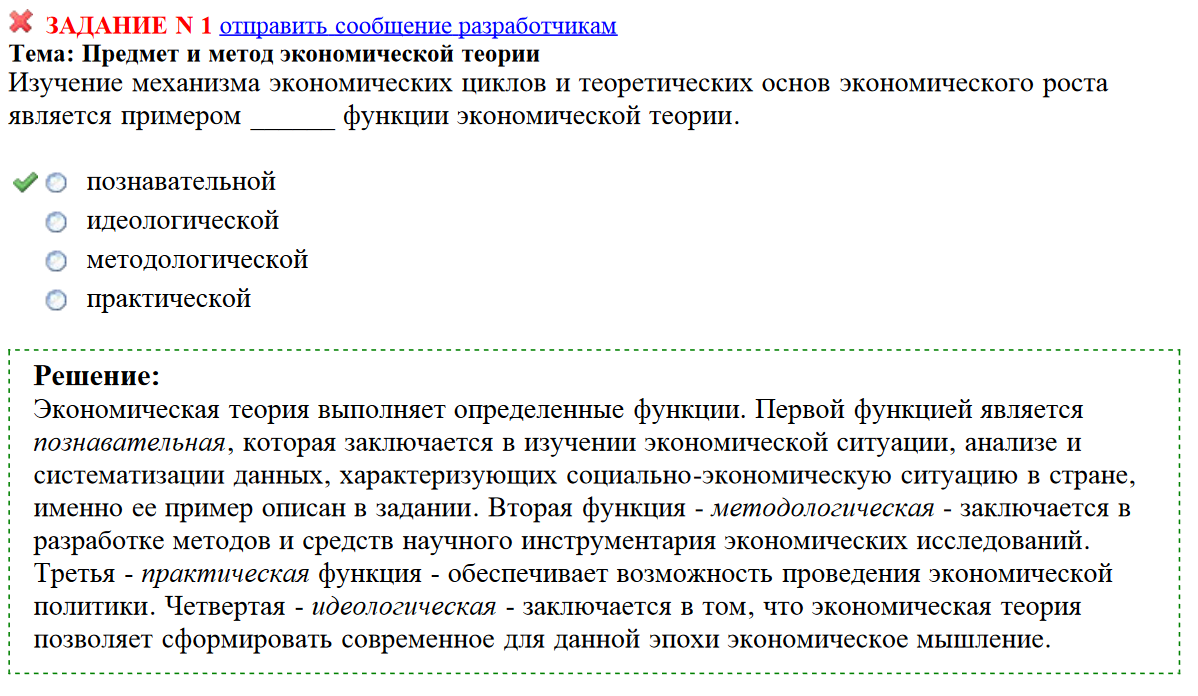 ЗАДАНИЕ N 1 отправить сообщение разработчикам
Тема: Предмет и метод экономической теории
Изучение механизма экономических циклов и теоретических основ экономического роста
является примером ______ функции экономической теории.
познавательной
идеологической
методологической
практической
Решение:
Экономическая теория выполняет определенные функции. Первой функцией является
познавательная, которая заключается в изучении экономической ситуации, анализе и
систематизации данных, характеризующих социально-экономическую ситуацию в стране,
именно ее пример описан в задании. Вторая функция - методологическая - заключается в
разработке методов и средств научного инструментария экономических исследований.
Третья - практическая функция - обеспечивает возможность проведения экономической
политики. Четвертая - идеологическая - заключается в том, что экономическая теория
позволяет сформировать современное для данной эпохи экономическое мышление.